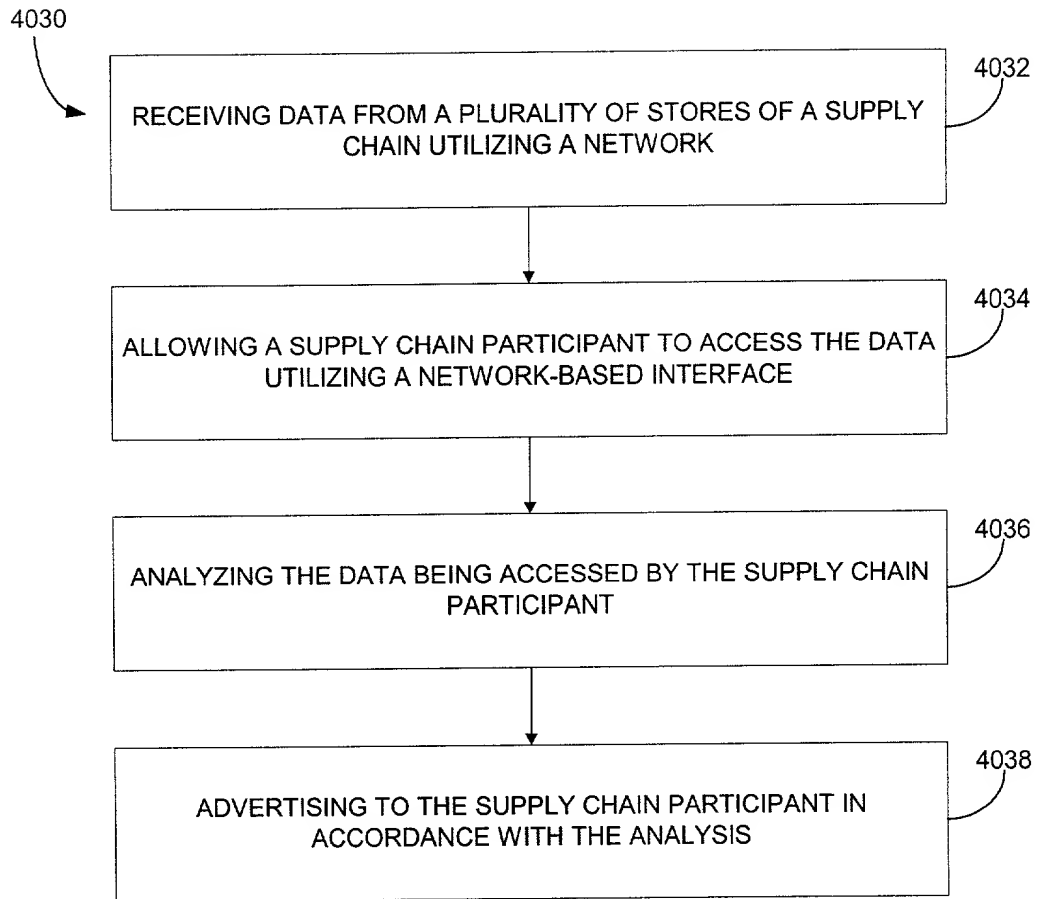 4030
4032
RECEIVING DATA FROM A PLURALITY OF STORES OF A SUPPLY
CHAIN UTILIZING A NETWORK
4034
ALLOWING A SUPPLY CHAIN PARTICIPANT TO ACCESS THE DATA
UTILIZING A NETWORK-BASED INTERFACE
4036
ANALYZING THE DATA BEING ACCESSED BY THE SUPPLY CHAIN
PARTICIPANT
4038
ADVERTISING TO THE SUPPLY CHAIN PARTICIPANT IN
ACCORDANCE WITH THE ANALYSIS